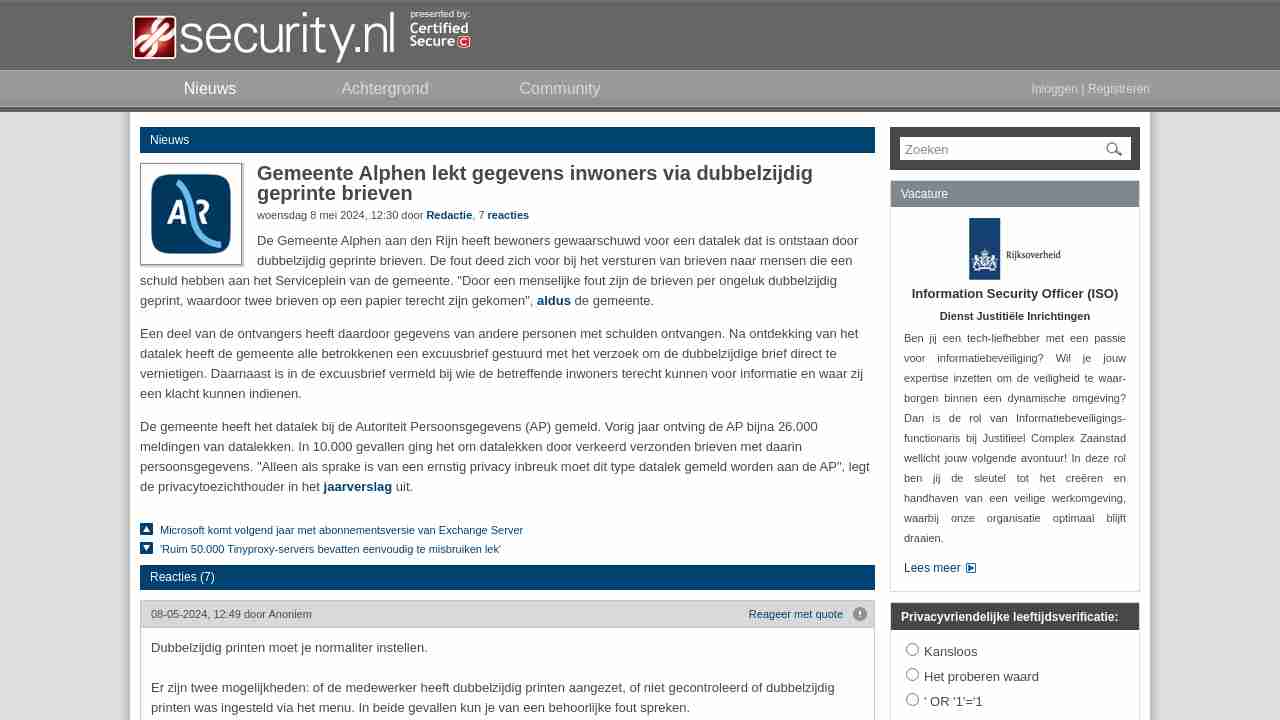 security.nl
presented by:
Certified
Secure
Nieuws
Achtergrond
Community
Inloggen | Registreren
Nieuws
Gemeente Alphen lekt gegevens inwoners via dubbelzijdig
geprinte brieven
woensdag 8 mei 2024, 12:30 door Redactie, 7 reacties
De Gemeente Alphen aan den Rijn heeft bewoners gewaarschuwd voor een datalek dat is ontstaan door
dubbelzijdig geprinte brieven. De fout deed zich voor bij het versturen van brieven naar mensen die een
schuld hebben aan het Serviceplein van de gemeente. "Door een menselijke fout zijn de brieven per ongeluk dubbelzijdig
geprint, waardoor twee brieven op een papier terecht zijn gekomen", aldus de gemeente.
Een deel van de ontvangers heeft daardoor gegevens van andere personen met schulden ontvangen. Na ontdekking van het
datalek heeft de gemeente alle betrokkenen een excuusbrief gestuurd met het verzoek om de dubbelzijdige brief direct te
vernietigen. Daarnaast is in de excuusbrief vermeld bij wie de betreffende inwoners terecht kunnen voor informatie en waar zij
een klacht kunnen indienen.
De gemeente heeft het datalek bij de Autoriteit Persoonsgegevens (AP) gemeld. Vorig jaar ontving de AP bijna 26.000
meldingen van datalekken. In 10.000 gevallen ging het om datalekken door verkeerd verzonden brieven met daarin
persoonsgegevens. "Alleen als sprake is van een ernstig privacy inbreuk moet dit type datalek gemeld worden aan de AP", legt
de privacytoezichthouder in het jaarverslag uit.
Microsoft komt volgend jaar met abonnementsversie van Exchange Server
'Ruim 50.000 Tinyproxy-servers bevatten eenvoudig te misbruiken lek'
Reacties (7)
08-05-2024, 12:49 door Anoniem
Reageer met quote
Dubbelzijdig printen moet je normaliter instellen.
Er zijn twee mogelijkheden: of de medewerker heeft dubbelzijdig printen aangezet, of niet gecontroleerd of dubbelzijdig
printen was ingesteld via het menu. In beide gevallen kun je van een behoorlijke fout spreken.
Zoeken
Vacature
Rijksoverheid
Information Security Officer (ISO)
Dienst Justitiële Inrichtingen
Ben jij een tech-liefhebber met een passie
voor informatiebeveiliging? Wil je jouw
expertise inzetten om de veiligheid te waar-
borgen binnen een dynamische omgeving?
Dan is de rol van Informatiebeveiligings-
functionaris bij Justitieel Complex Zaanstad
wellicht jouw volgende avontuur! In deze rol
ben jij de sleutel tot het creëren en
handhaven van een veilige werkomgeving,
waarbij onze organisatie optimaal blijft
draaien.
Lees meer
Privacyvriendelijke leeftijdsverificatie:
Kansloos
Het proberen waard
' OR '1'='1